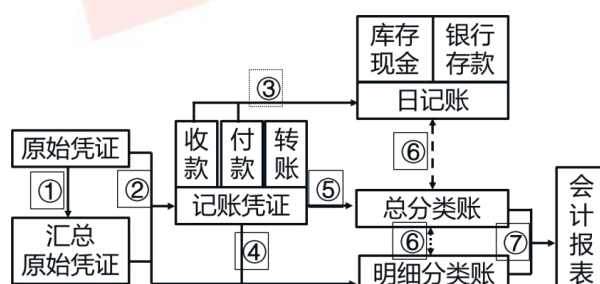 库存
现金
银行
存款
③
日记账
收
款
付
款
转
账
原始凭证
⑥
①
②
⑤
记账凭证
总分类账
会
计
报
表
汇总
原始凭证
④
⑥
⑦
明细分类账